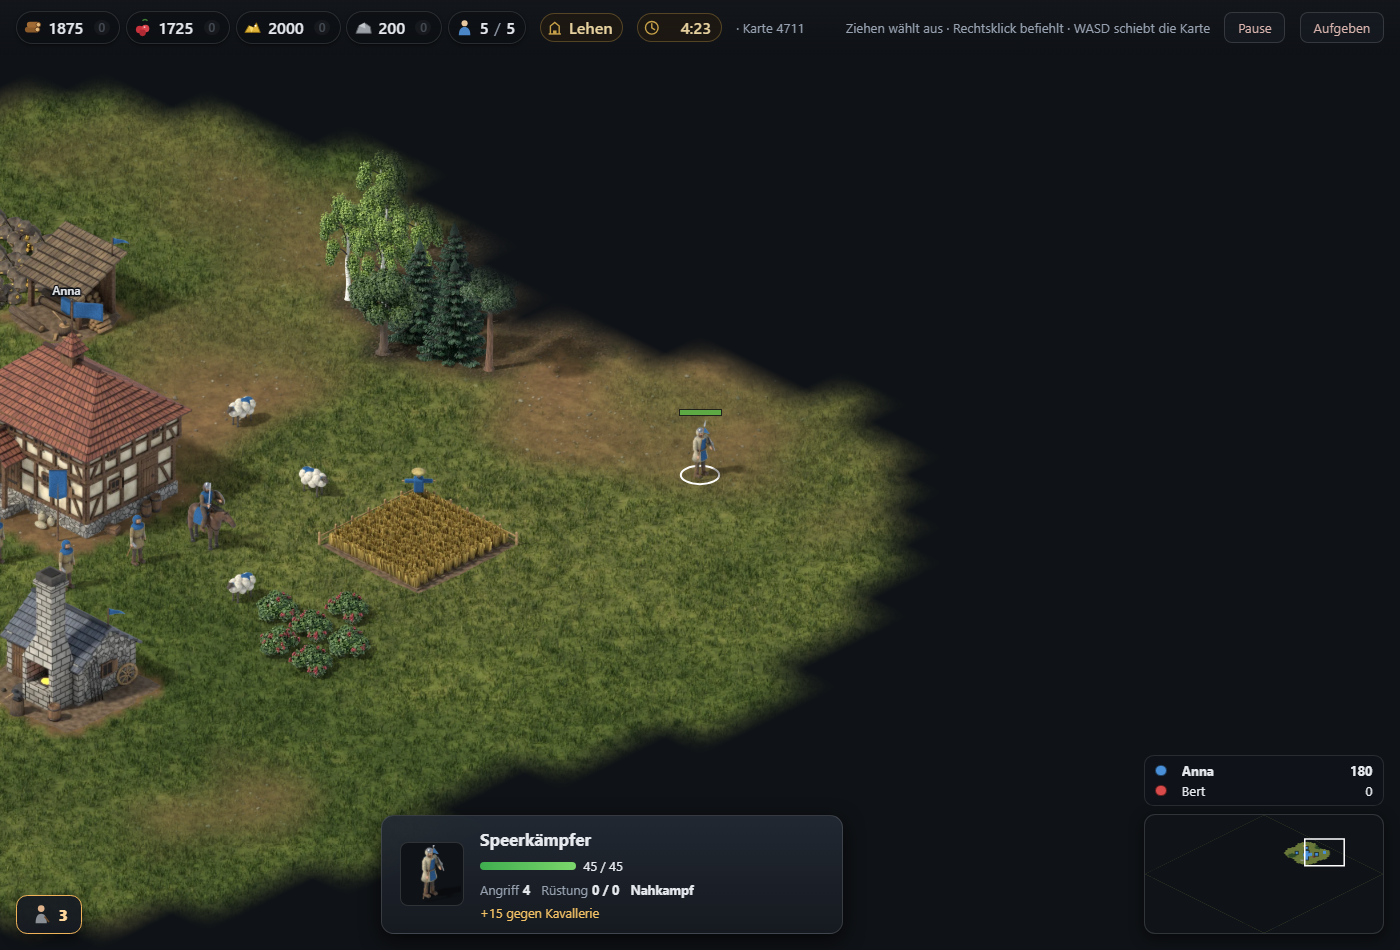 1875 0 1725 0 2000 0 200 0 5 / 5 Lehen 4:23 · Karte 4711 Ziehen wählt aus · Rechtsklick befiehlt · WASD schiebt die Karte Pause Aufgeben
Anna
Anna 180
Bert 0
Speerkämpfer
45 / 45
Angriff 4 Rüstung 0 / 0 Nahkampf
+15 gegen Kavallerie
3